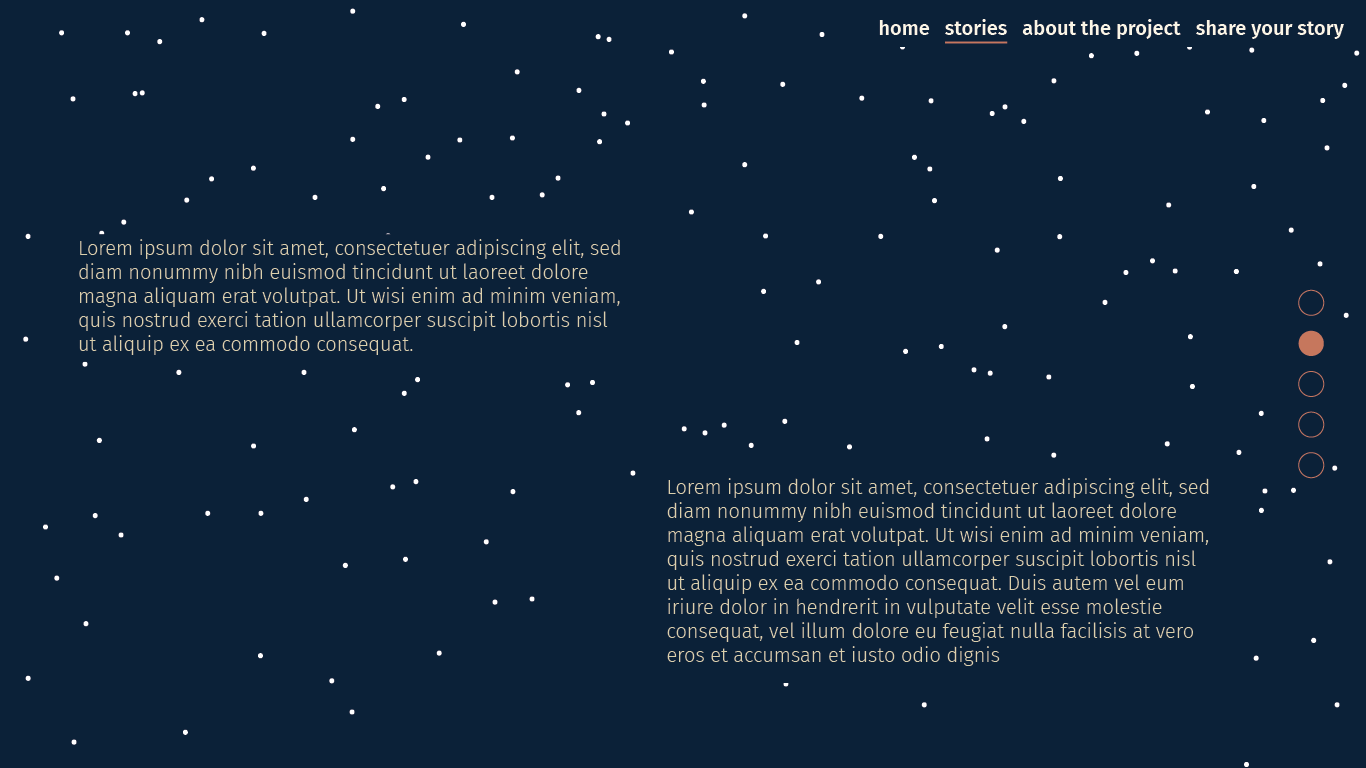 home stories about the project share your story
Lorem ipsum dolor sit amet, consectetuer adipiscing elit, sed
diam nonummy nibh euismod tincidunt ut laoreet dolore
magna aliquam erat volutpat. Ut wisi enim ad minim veniam,
quis nostrud exerci tation ullamcorper suscipit lobortis nisl
ut aliquip ex ea commodo consequat.
Lorem ipsum dolor sit amet, consectetuer adipiscing elit, sed
diam nonummy nibh euismod tincidunt ut laoreet dolore
magna aliquam erat volutpat. Ut wisi enim ad minim veniam,
quis nostrud exerci tation ullamcorper suscipit lobortis nisl
ut aliquip ex ea commodo consequat. Duis autem vel eum
iriure dolor in hendrerit in vulputate velit esse molestie
consequat, vel illum dolore eu feugiat nulla facilisis at vero
eros et accumsan et iusto odio dignis